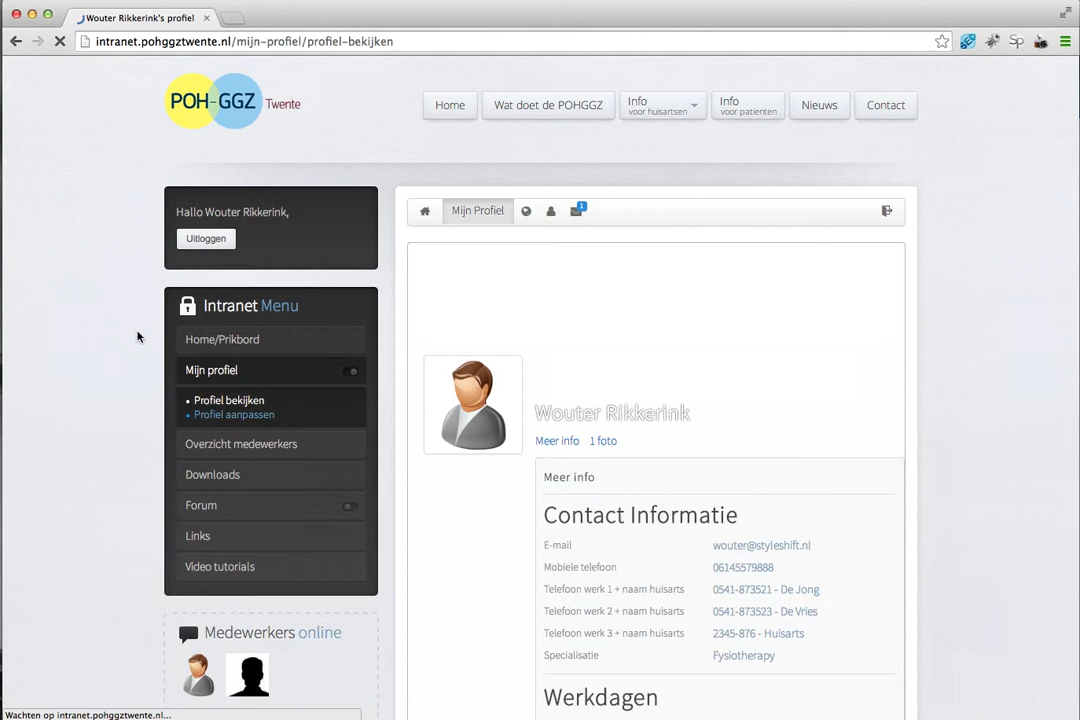 Wouter Rikkerink's profiel
intranet.pohggztwente.nl/mijn-profiel/profiel-bekijken
Sp
POH-GGZ Twente
Home
Wat doet de POHGGZ
Info
voor huisartsen
Info
voor patienten
Nieuws
Contact
Hallo Wouter Rikkerink,
Uitloggen
Intranet Menu
Home/Prikbord
Mijn profiel
Profiel bekijken
Profiel aanpassen
Overzicht medewerkers
Downloads
Forum
Links
Video tutorials
Medewerkers online
Mijn Profiel
1
Wouter Rikkerink
Meer info 1 foto
Meer info
Contact Informatie
E-mail wouter@styleshift.nl
Mobiele telefoon 06145579888
Telefoon werk 1 + naam huisarts 0541-873521 - De Jong
Telefoon werk 2 + naam huisarts 0541-873523 - De Vries
Telefoon werk 3 + naam huisarts 2345-876 - Huisarts
Specialisatie Fysiotherapy
Werkdagen
Wachten op intranet.pohggztwente.nl...